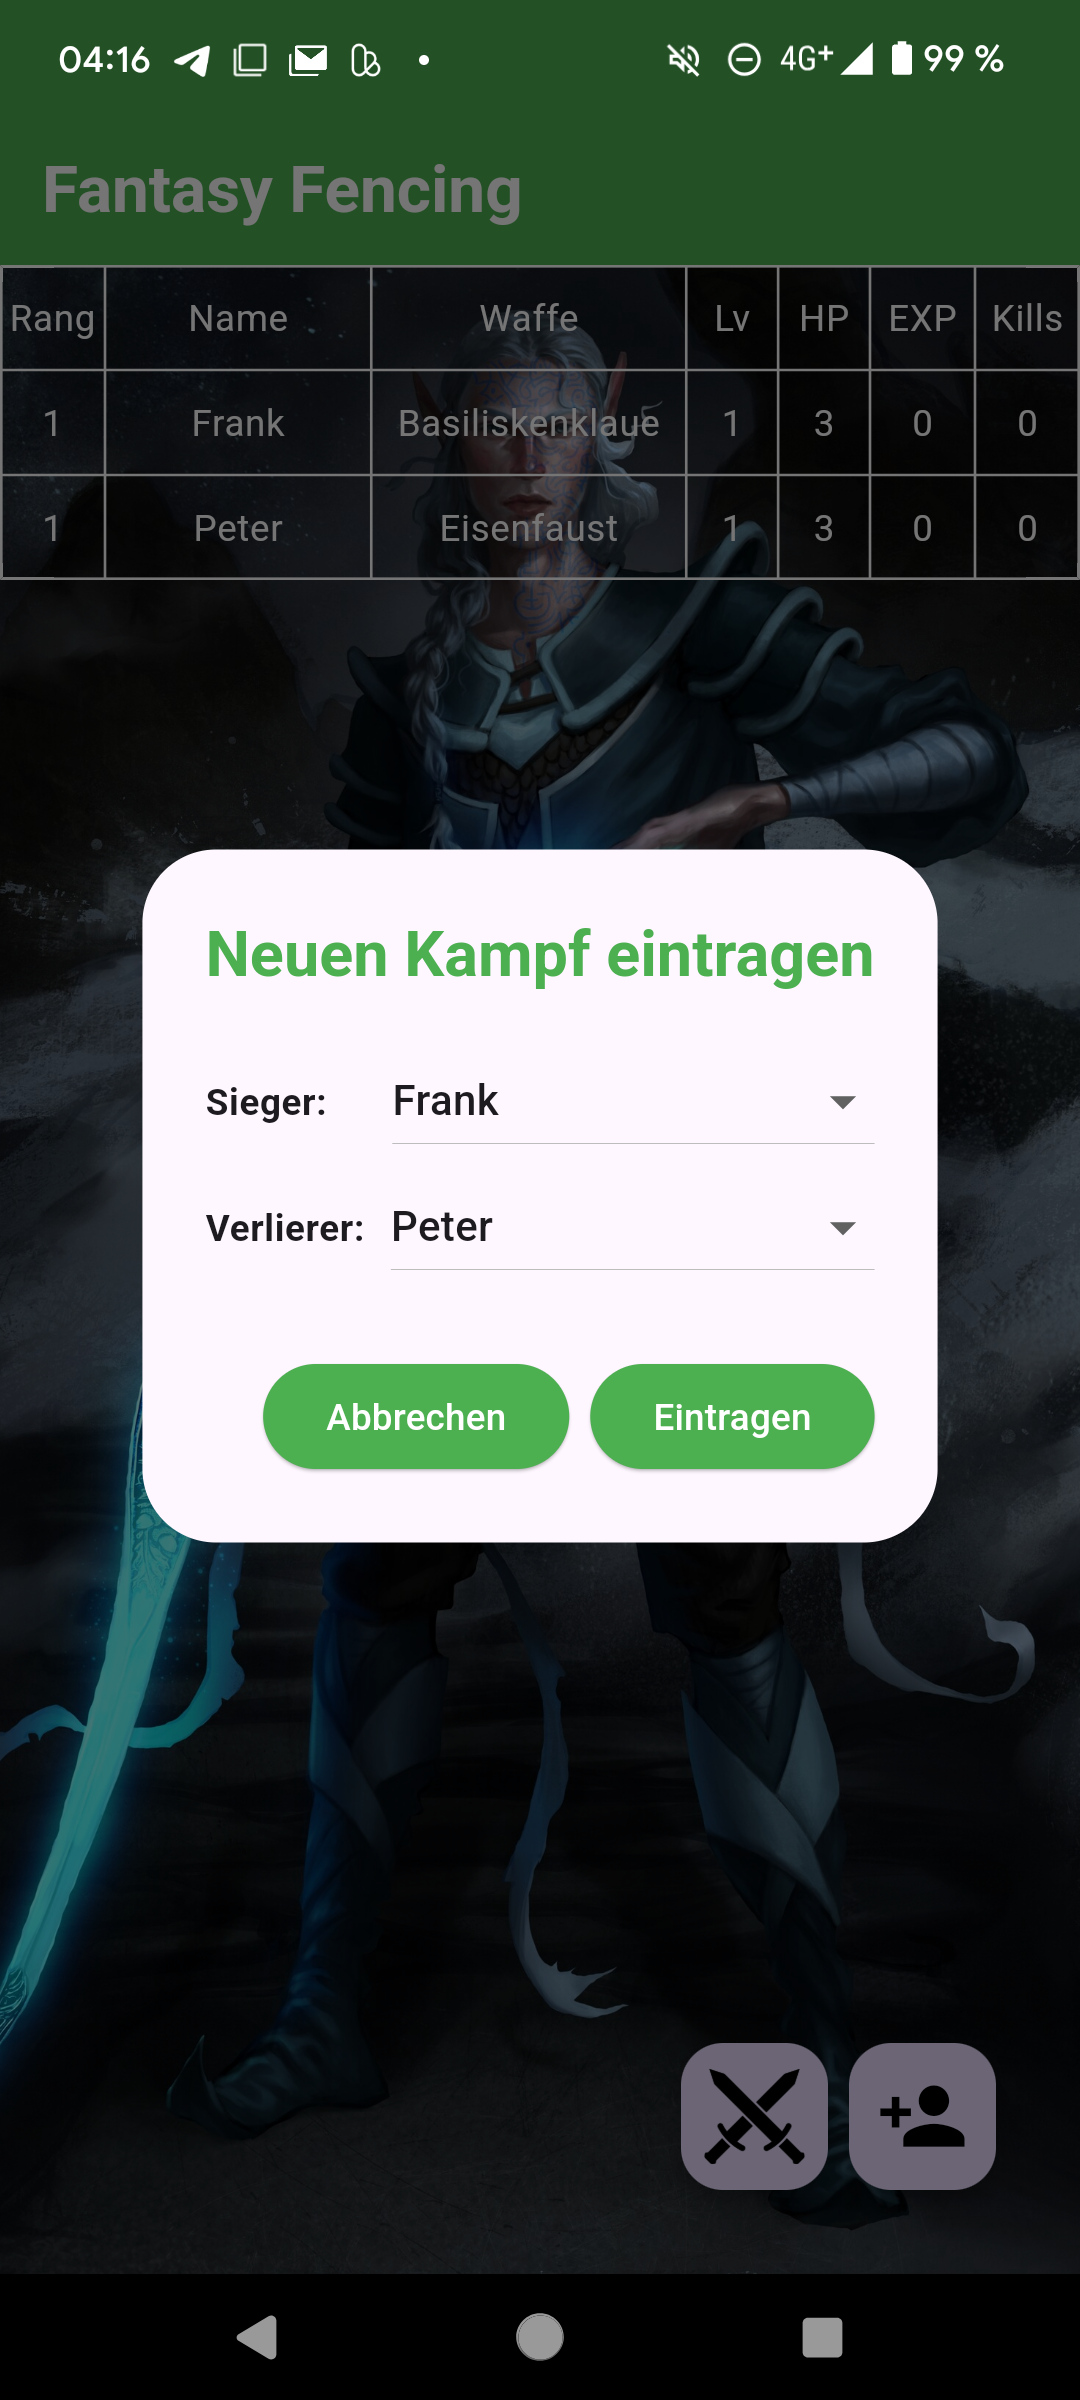 04:16 4G+ 99 %
Fantasy Fencing
Rang Name Waffe Lv HP EXP Kills
1 Frank Basiliskenklaue 1 3 0 0
1 Peter Eisenfaust 1 3 0 0
Neuen Kampf eintragen
Sieger: Frank
Verlierer: Peter
Abbrechen Eintragen